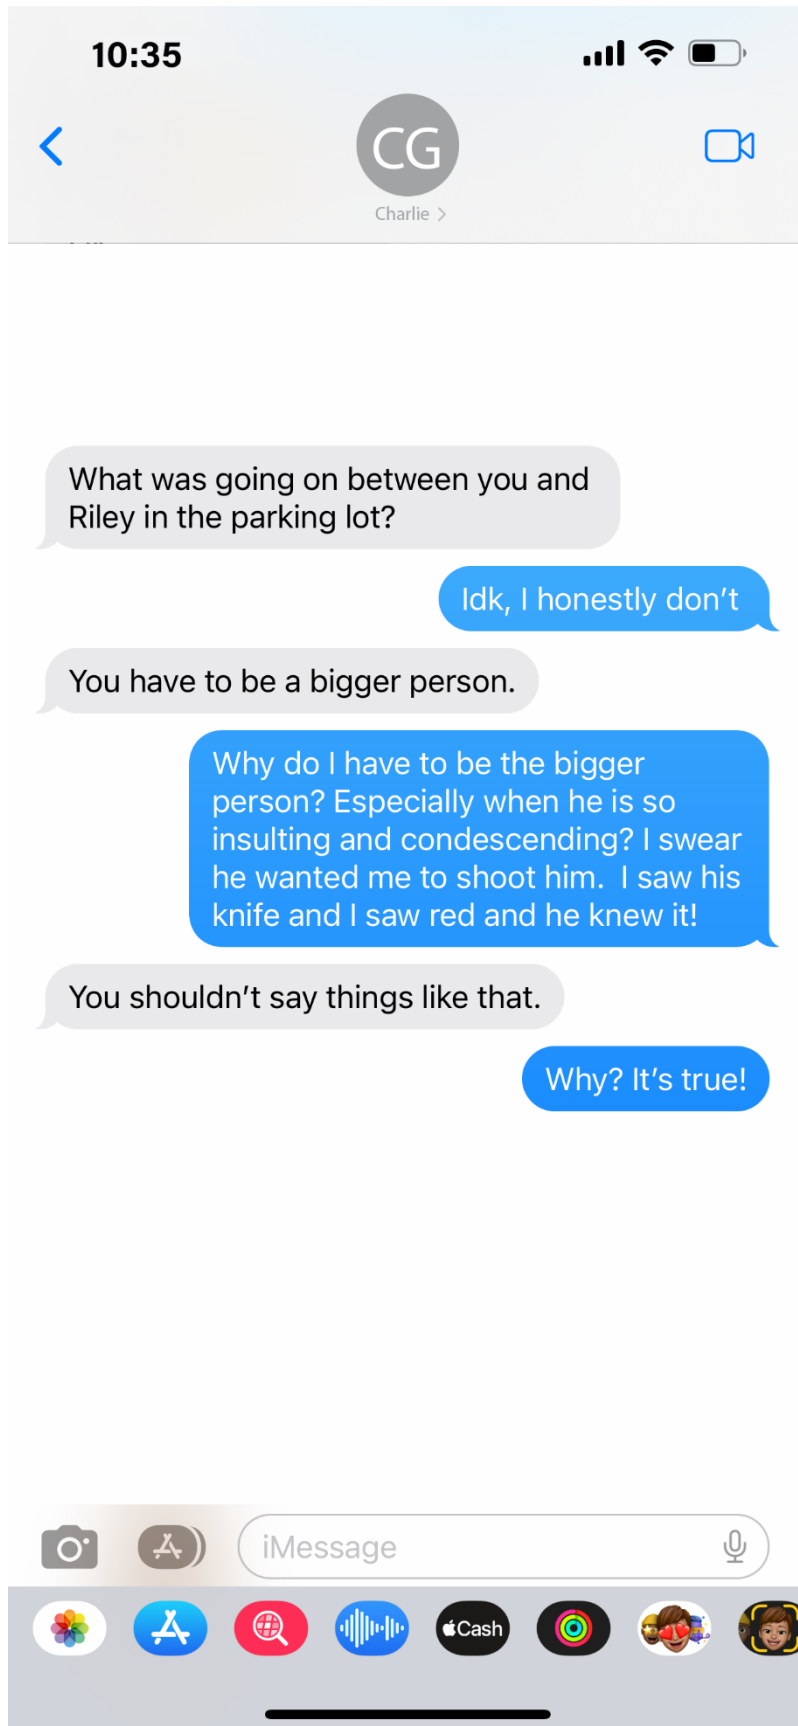 10:35
CG
Charlie >
What was going on between you and
Riley in the parking lot?
Idk, I honestly don't
You have to be a bigger person.
Why do I have to be the bigger
person? Especially when he is so
insulting and condescending? I swear
he wanted me to shoot him.  I saw his
knife and I saw red and he knew it!
You shouldn't say things like that.
Why? It's true!
iMessage
Cash